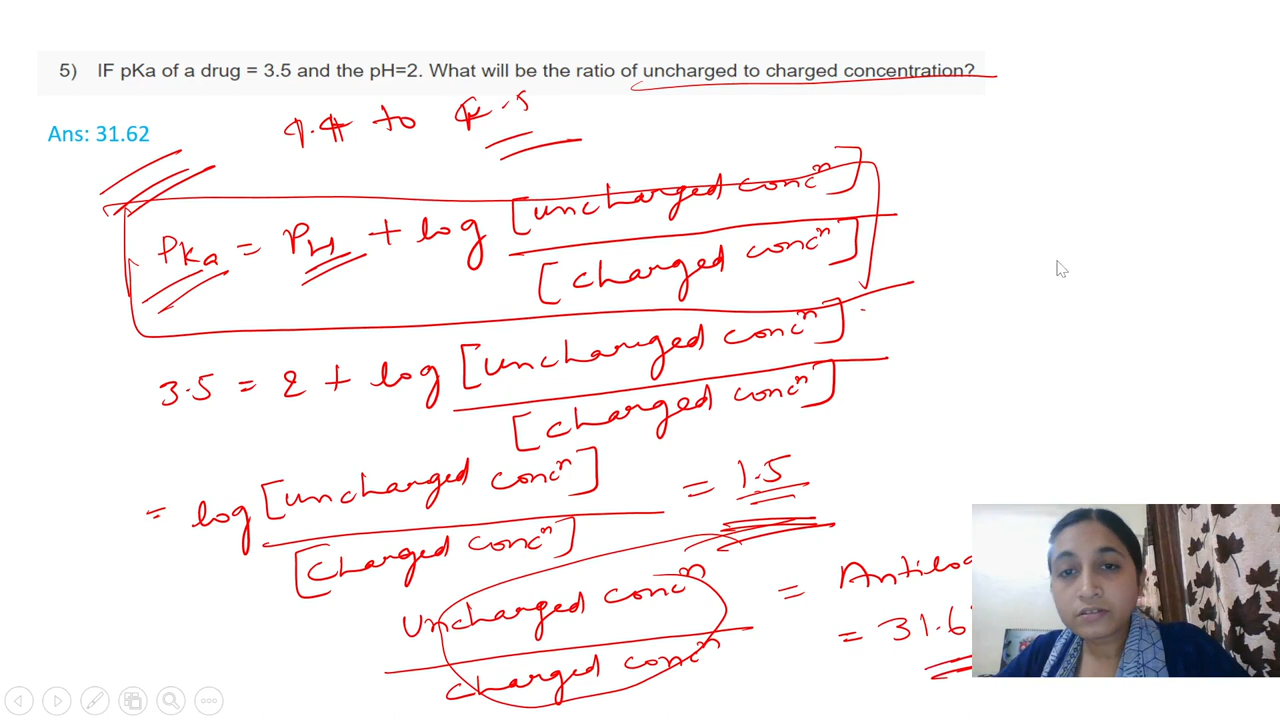 5) IF pKa of a drug = 3.5 and the pH=2. What will be the ratio of uncharged to charged concentration?
Ans: 31.62
to
PKa = PH + log [uncharged concⁿ]
[charged concⁿ]
3.5 = 2 + log [uncharged concⁿ]
[charged concⁿ]
= log [uncharged concⁿ] = 1.5
[charged concⁿ]
uncharged concⁿ = Antilog
charged concⁿ = 31.6